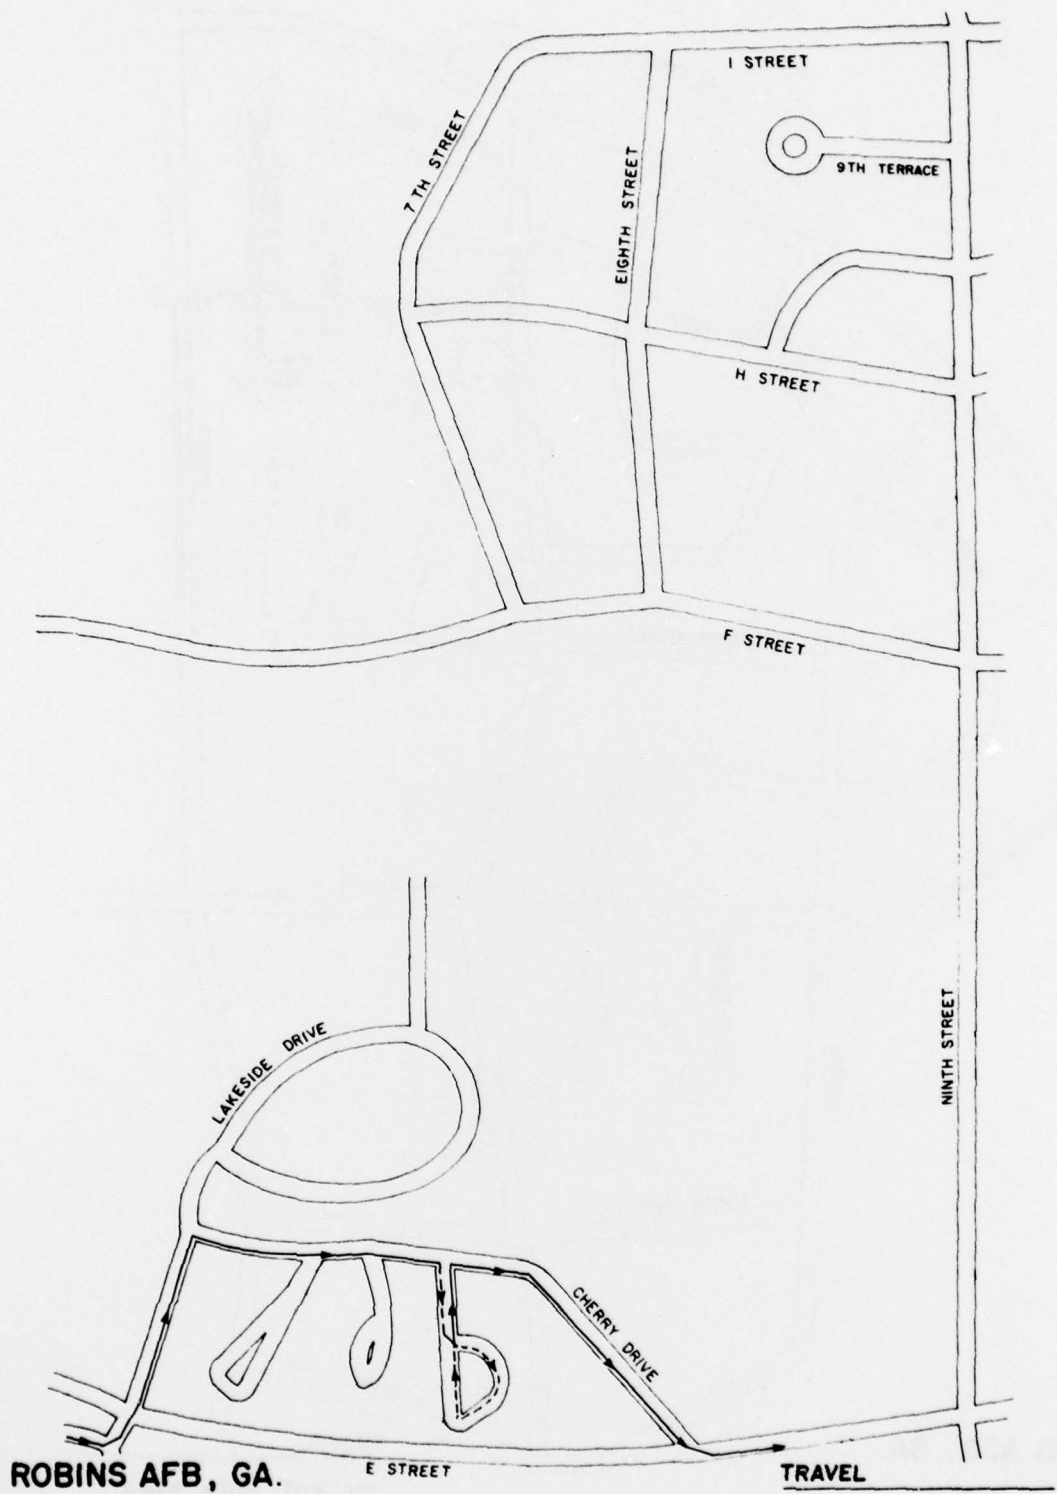 I STREET
7TH STREET
EIGHTH STREET
9TH TERRACE
H STREET
F STREET
NINTH STREET
LAKESIDE DRIVE
CHERRY DRIVE
E STREET
ROBINS AFB, GA.
TRAVEL